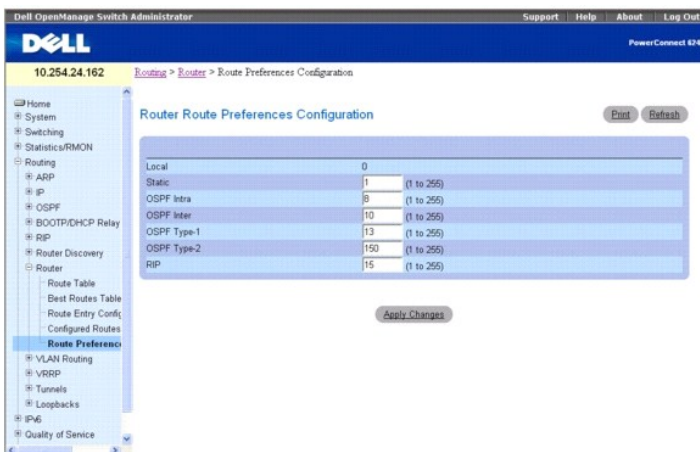 Dell OpenManage Switch Administrator Support Help About Log Out
DELL
PowerConnect 624
10.254.24.162
Routing > Router > Route Preferences Configuration
Home
System
Switching
Statistics/RMON
Routing
ARP
IP
OSPF
BOOTP/DHCP Relay
RIP
Router Discovery
Router
Route Table
Best Routes Table
Route Entry Config
Configured Routes
Route Preference
VLAN Routing
VRRP
Tunnels
Loopbacks
IPv6
Quality of Service
Router Route Preferences Configuration
Print Refresh
Local 0
Static 1 (1 to 255)
OSPF Intra 8 (1 to 255)
OSPF Inter 10 (1 to 255)
OSPF Type-1 13 (1 to 255)
OSPF Type-2 150 (1 to 255)
RIP 15 (1 to 255)
Apply Changes